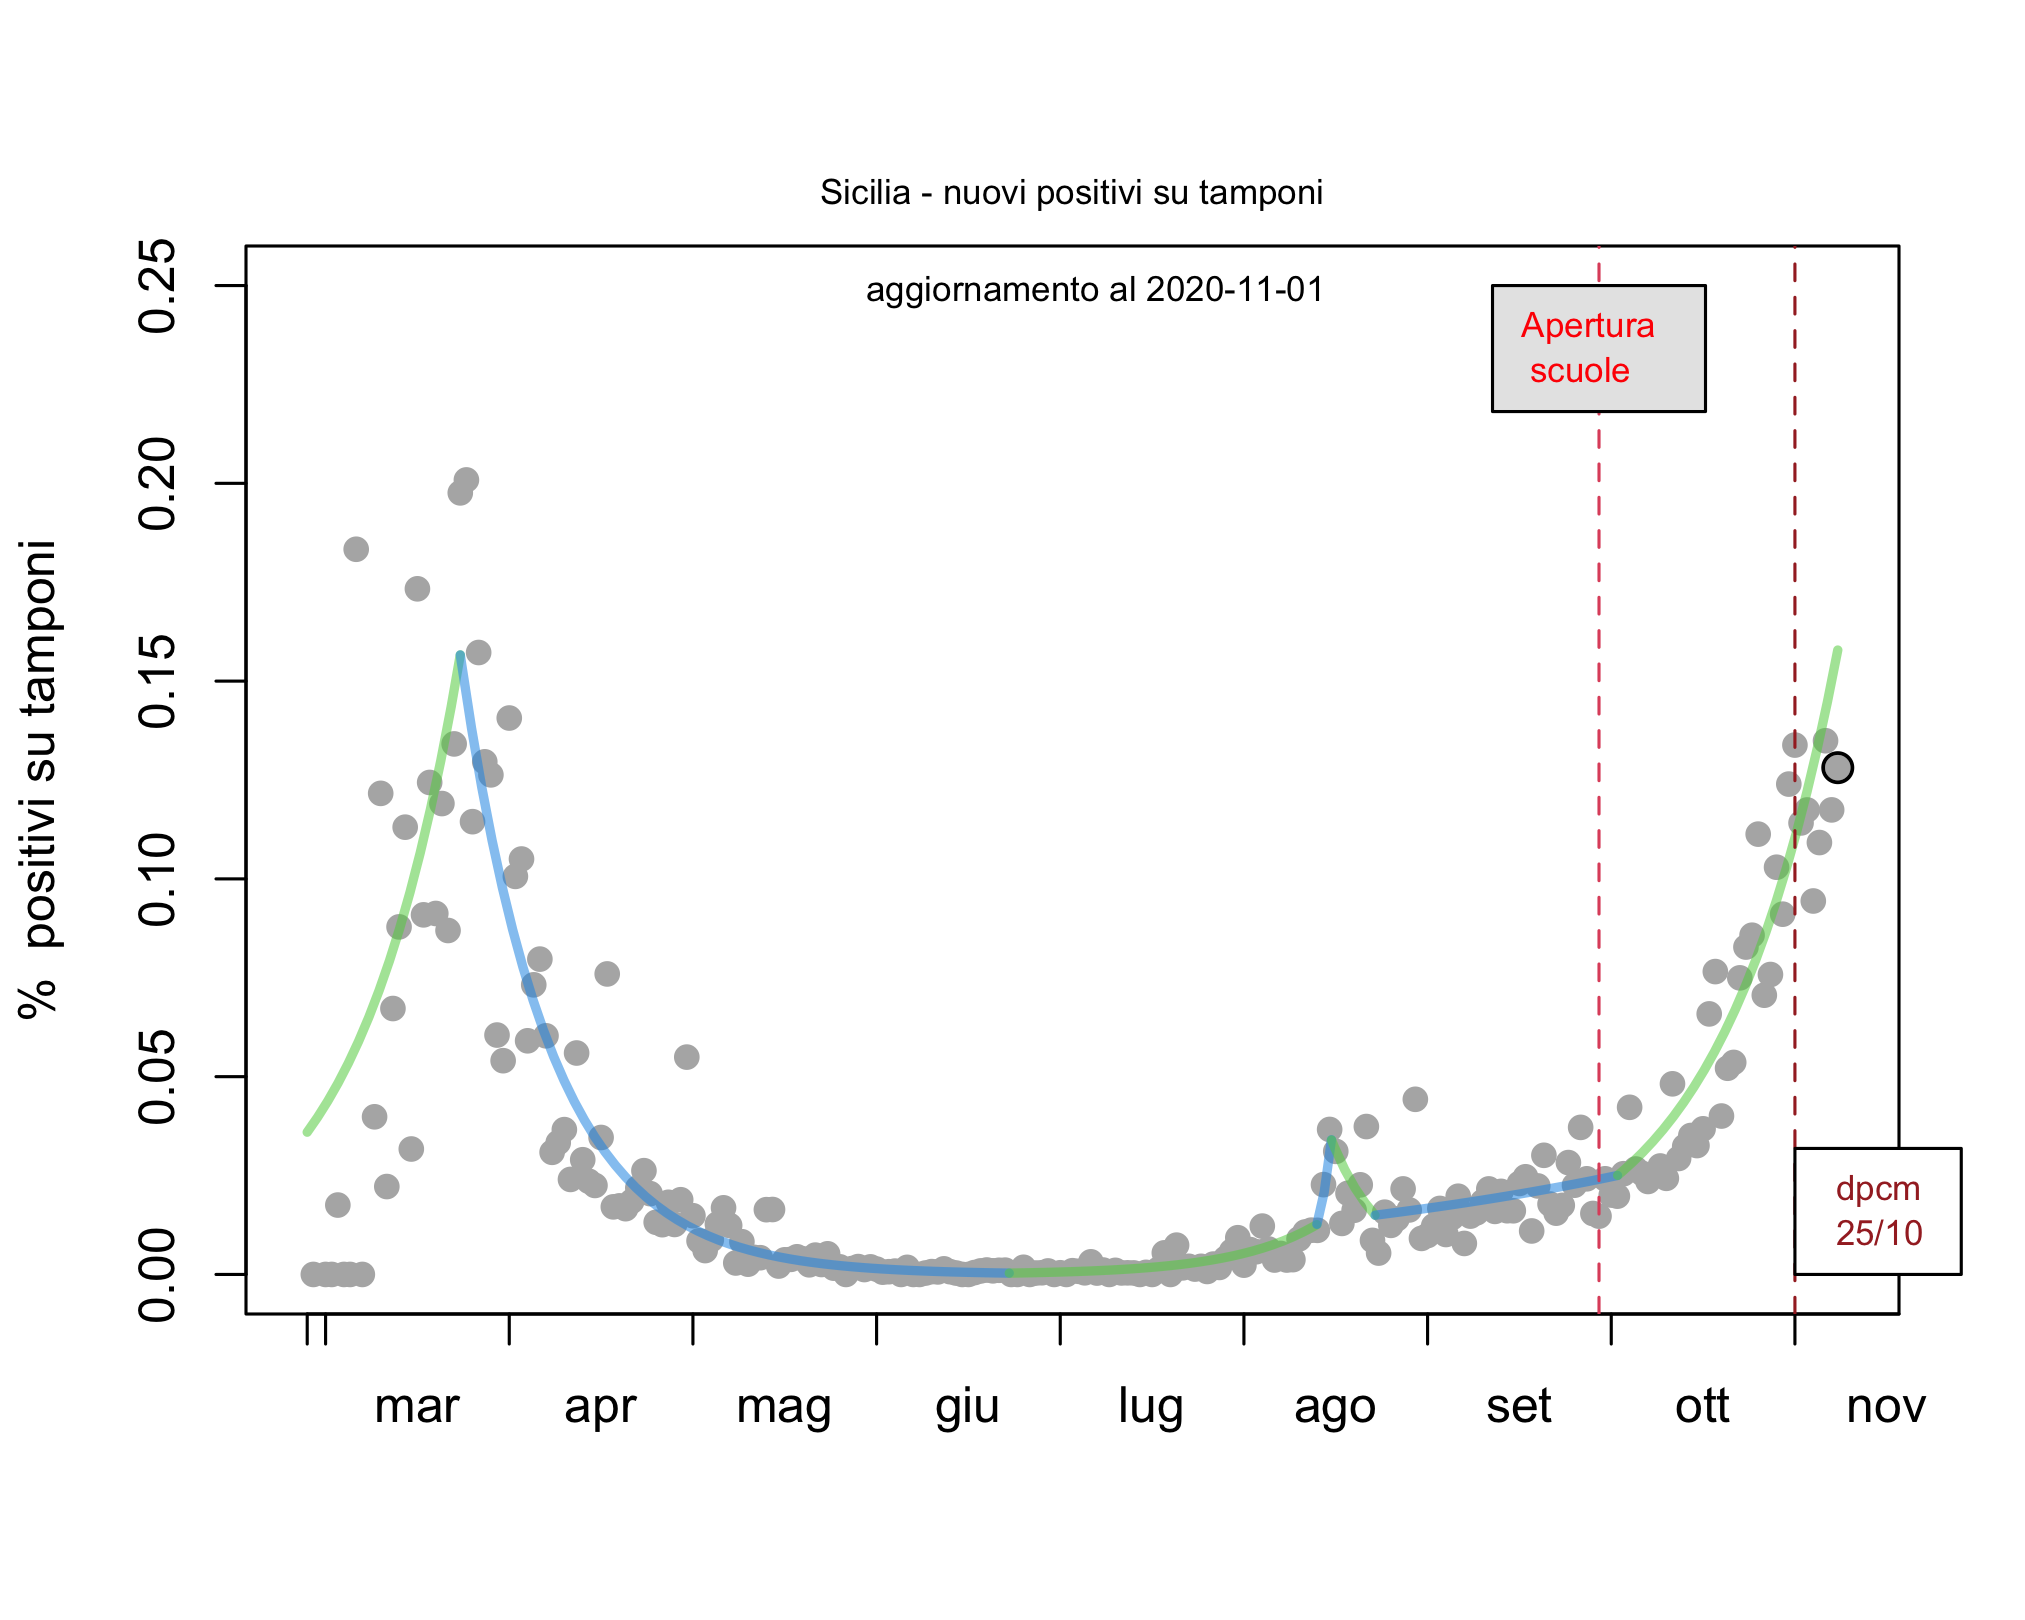 Sicilia - nuovi positivi su tamponi
aggiornamento al 2020-11-01
Apertura
scuole
% positivi su tamponi
0.25
0.20
0.15
0.10
0.05
0.00
dpcm
25/10
mar apr mag giu lug ago set ott nov